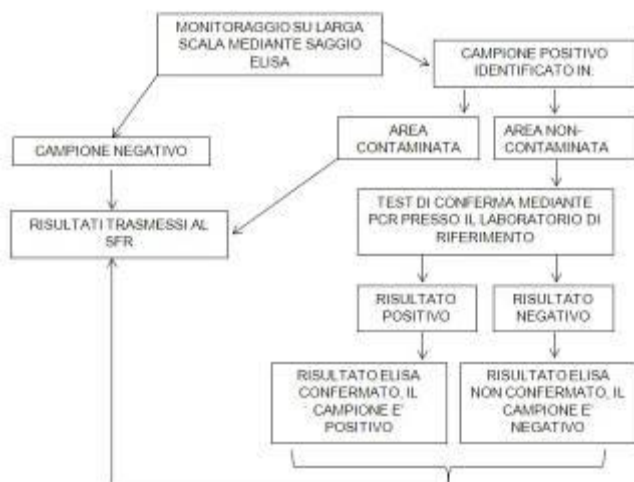 MONITORAGGIO SU LARGA
SCALA MEDIANTE SAGGIO
ELISA
CAMPIONE POSITIVO
IDENTIFICATO IN:
CAMPIONE NEGATIVO
AREA
CONTAMINATA
AREA NON-
CONTAMINATA
RISULTATI TRASMESSI AL
SFR
TEST DI CONFERMA MEDIANTE
PCR PRESSO IL LABORATORIO DI
RIFERIMENTO
RISULTATO
POSITIVO
RISULTATO
NEGATIVO
RISULTATO ELISA
CONFERMATO, IL
CAMPIONE E'
POSITIVO
RISULTATO ELISA
NON CONFERMATO, IL
CAMPIONE E'
NEGATIVO